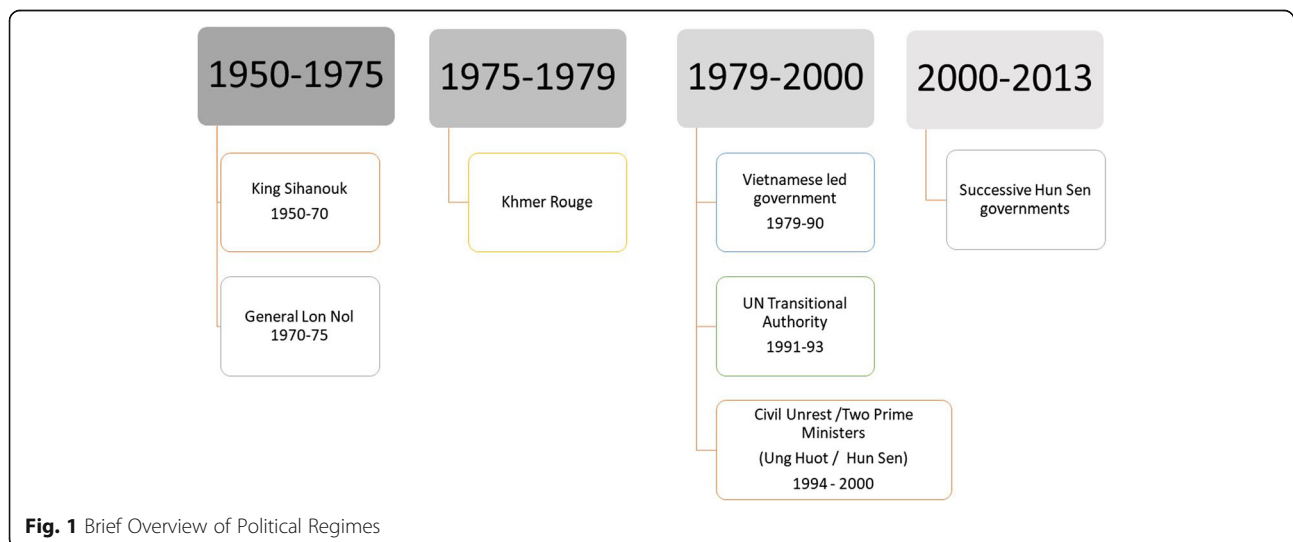 1950-1975
King Sihanouk
1950-70
General Lon Nol
1970-75
1975-1979
Khmer Rouge
1979-2000
Vietnamese led
government
1979-90
UN Transitional
Authority
1991-93
Civil Unrest /Two Prime
Ministers
(Ung Huot / Hun Sen)
1994 - 2000
2000-2013
Successive Hun Sen
governments
Fig. 1 Brief Overview of Political Regimes